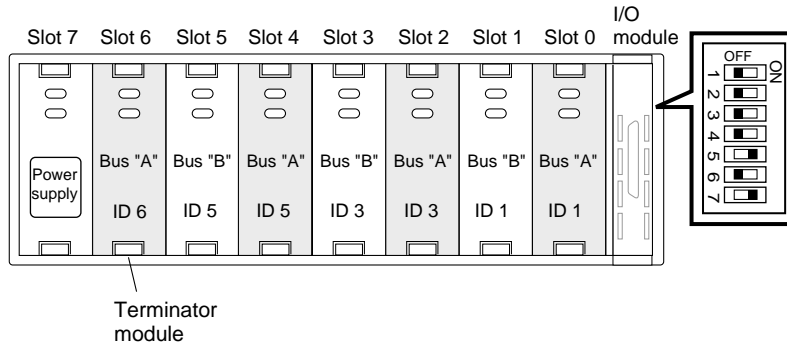 I/O
module
Slot 7 Slot 6 Slot 5 Slot 4 Slot 3 Slot 2 Slot 1 Slot 0
OFF
ON
1
2
3
4
5
6
7
Power
supply
Bus "A" Bus "B" Bus "A" Bus "B" Bus "A" Bus "B" Bus "A"
ID 6 ID 5 ID 5 ID 3 ID 3 ID 1 ID 1
Terminator
module